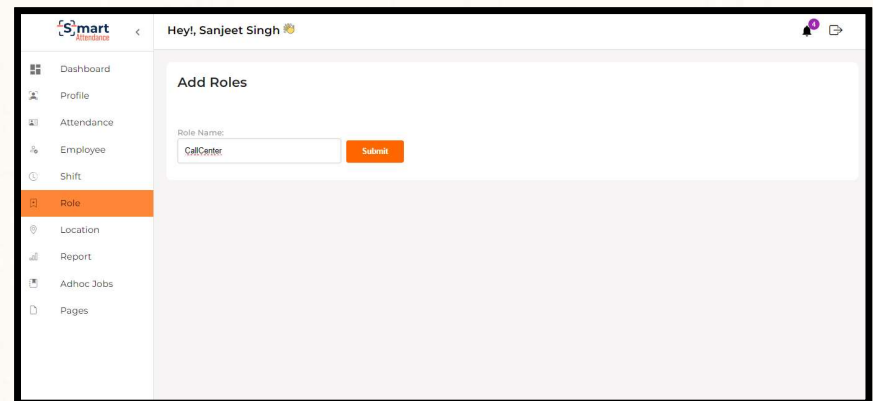 Smart
Attendance
Hey!, Sanjeet Singh
4
Dashboard
Profile
Attendance
Employee
Shift
Role
Location
Report
Adhoc Jobs
Pages
Add Roles
Role Name:
CallCenter
Submit